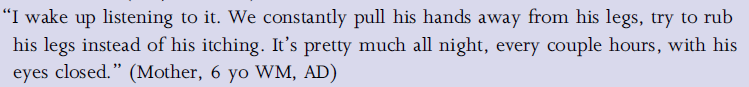 “I wake up listening to it. We constantly pull his hands away from his legs, try to rub
his legs instead of his itching. It’s pretty much all night, every couple hours, with his
eyes closed.” (Mother, 6 yo WM, AD)